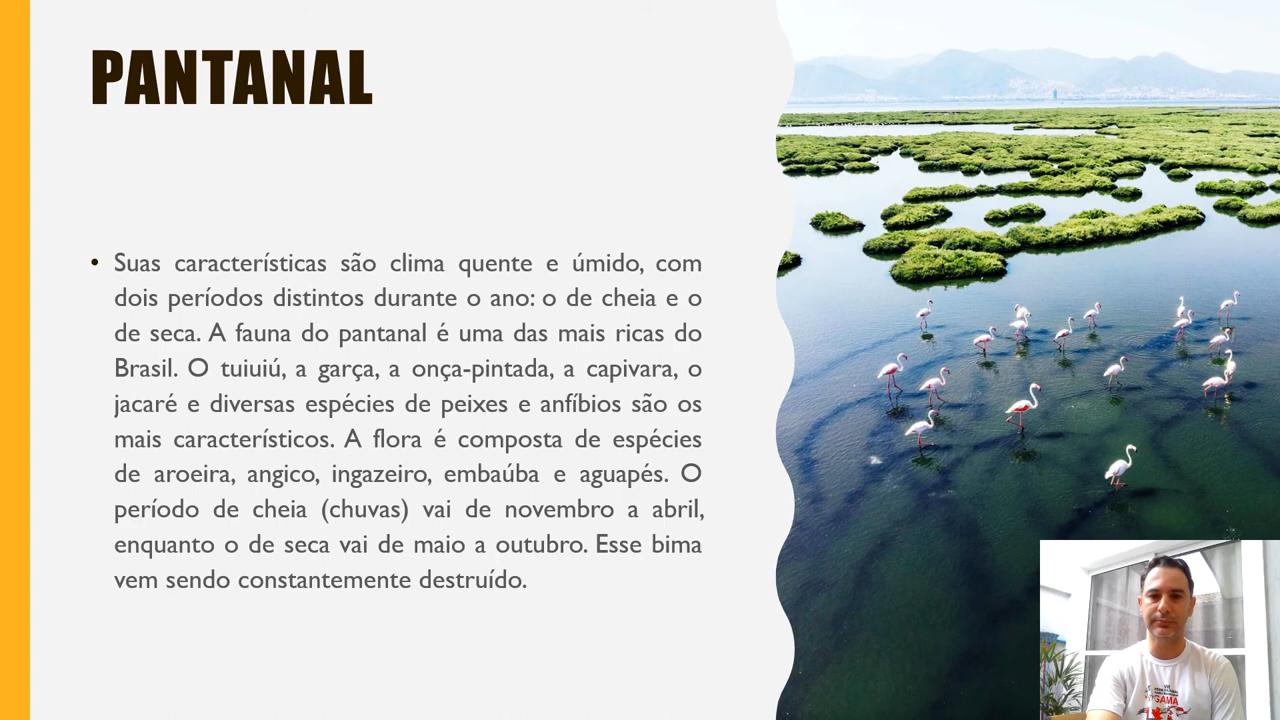 PANTANAL
• Suas características são clima quente e úmido, com
dois períodos distintos durante o ano: o de cheia e o
de seca. A fauna do pantanal é uma das mais ricas do
Brasil. O tuiuiú, a garça, a onça-pintada, a capivara, o
jacaré e diversas espécies de peixes e anfíbios são os
mais característicos. A flora é composta de espécies
de aroeira, angico, ingazeiro, embaúba e aguapés. O
período de cheia (chuvas) vai de novembro a abril,
enquanto o de seca vai de maio a outubro. Esse bima
vem sendo constantemente destruído.
GAMA